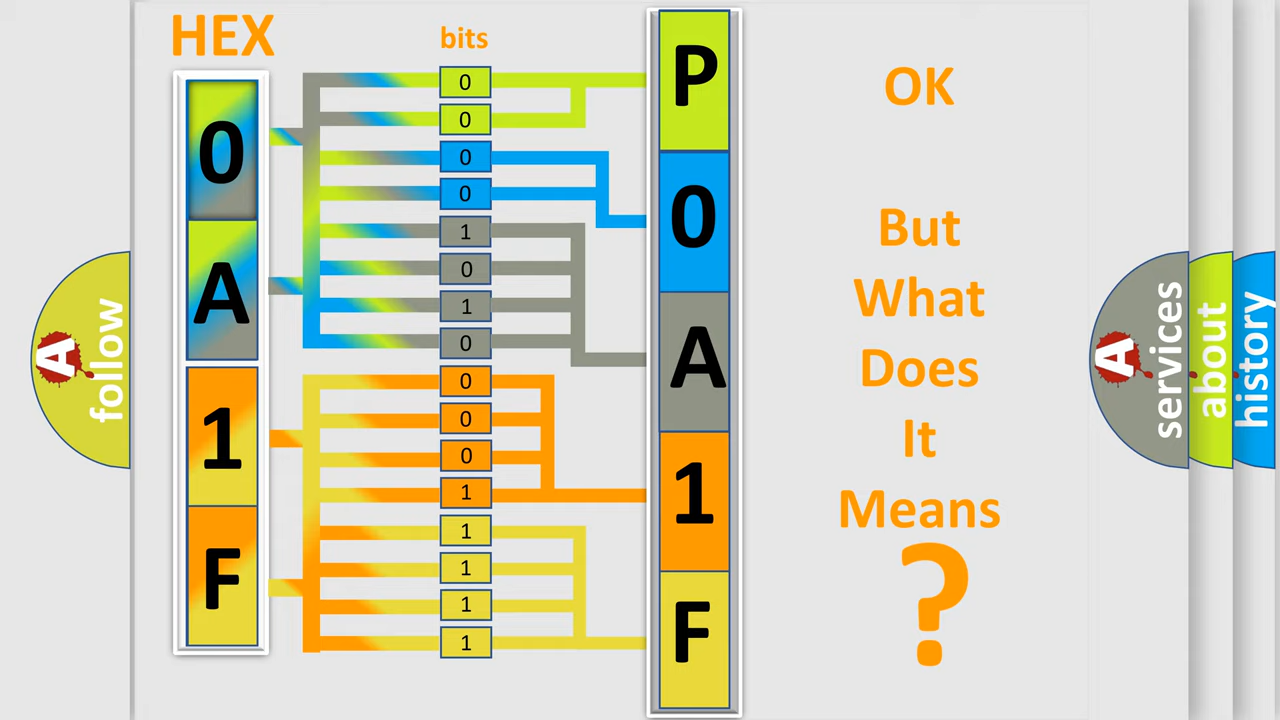 HEX
0
A
1
F
bits
0
0
0
0
1
0
1
0
0
0
0
1
1
1
1
1
P
0
A
1
F
OK
But
What
Does
It
Means
?
A
follow
A
services
about
history